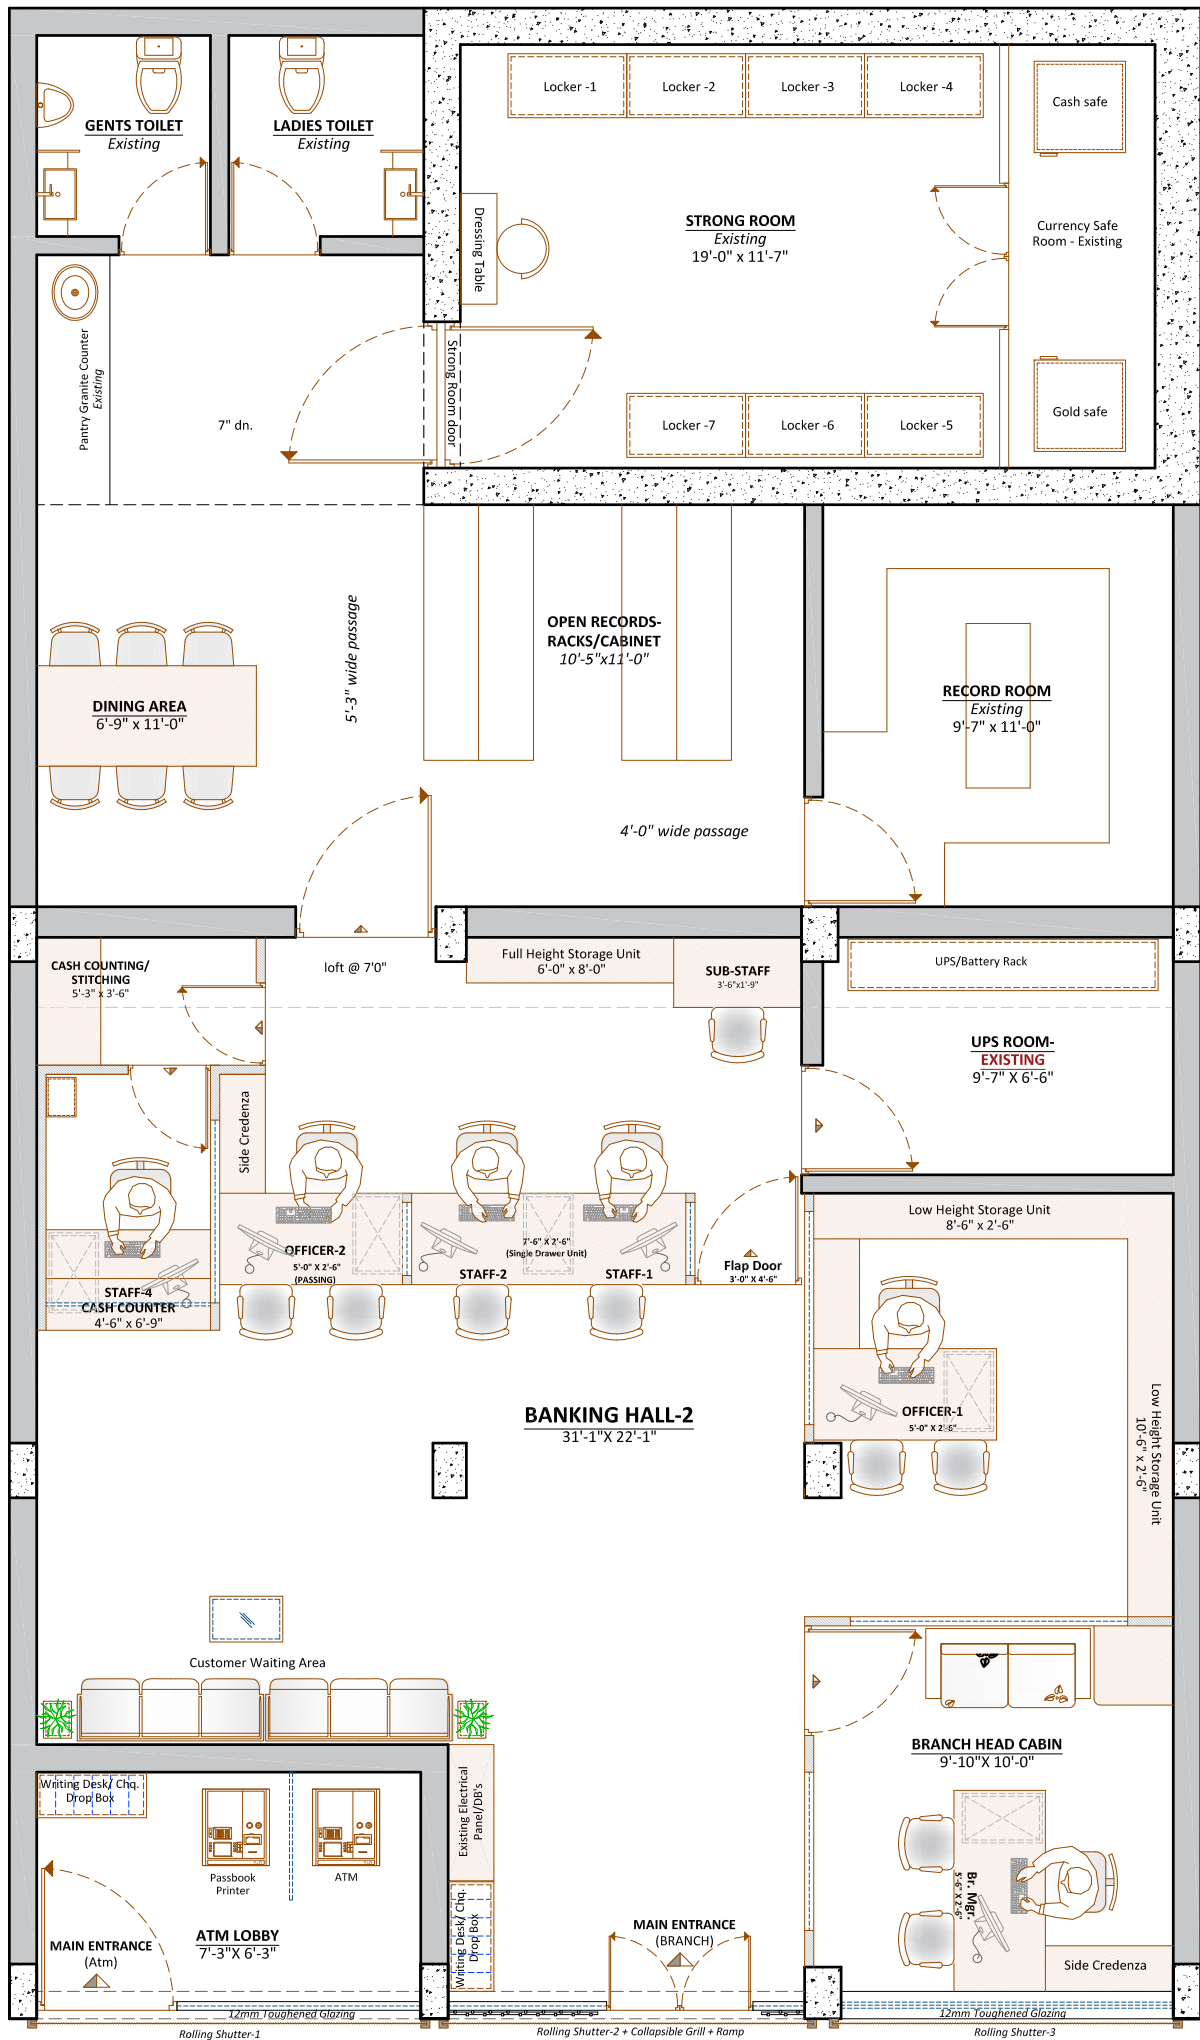 Locker -1
Locker -2
Locker -3
Locker -4
Cash safe
GENTS TOILET
Existing
LADIES TOILET
Existing
Dressing Table
STRONG ROOM
Existing
19'-0" x 11'-7"
Currency Safe
Room - Existing
Pantry Granite Counter
Existing
Strong Room door
7" dn.
Locker -7
Locker -6
Locker -5
Gold safe
5'-3" wide passage
OPEN RECORDS-
RACKS/CABINET
10'-5"x11'-0"
DINING AREA
6'-9" x 11'-0"
RECORD ROOM
Existing
9'-7" x 11'-0"
4'-0" wide passage
CASH COUNTING/
STITCHING
5'-3" x 3'-6"
loft @ 7'0"
Full Height Storage Unit
6'-0" x 8'-0"
SUB-STAFF
3'-6"x1'-9"
UPS/Battery Rack
UPS ROOM-
EXISTING
9'-7" X 6'-6"
Side Credenza
Low Height Storage Unit
8'-6" x 2'-6"
OFFICER-2
5'-0" X 2'-6"
(PASSING)
7'-6" X 2'-6"
(Single Drawer Unit)
STAFF-2
STAFF-1
Flap Door
3'-0" X 4'-6"
STAFF-4
CASH COUNTER
4'-6" x 6'-9"
BANKING HALL-2
31'-1"X 22'-1"
OFFICER-1
5'-0" X 2'-6"
Low Height Storage Unit
10'-6" x 2'-6"
Customer Waiting Area
BRANCH HEAD CABIN
9'-10"X 10'-0"
Writing Desk/ Chq.
Drop Box
Existing Electrical
Panel/DB's
Passbook
Printer
ATM
Br. Mgr.
5'-6" X 2'-6"
Writing Desk/ Chq.
Drop Box
MAIN ENTRANCE
(Atm)
ATM LOBBY
7'-3"X 6'-3"
MAIN ENTRANCE
(BRANCH)
Side Credenza
12mm Toughened Glazing
12mm Toughened Glazing
Rolling Shutter-1
Rolling Shutter-2 + Collapsible Grill + Ramp
Rolling Shutter-3